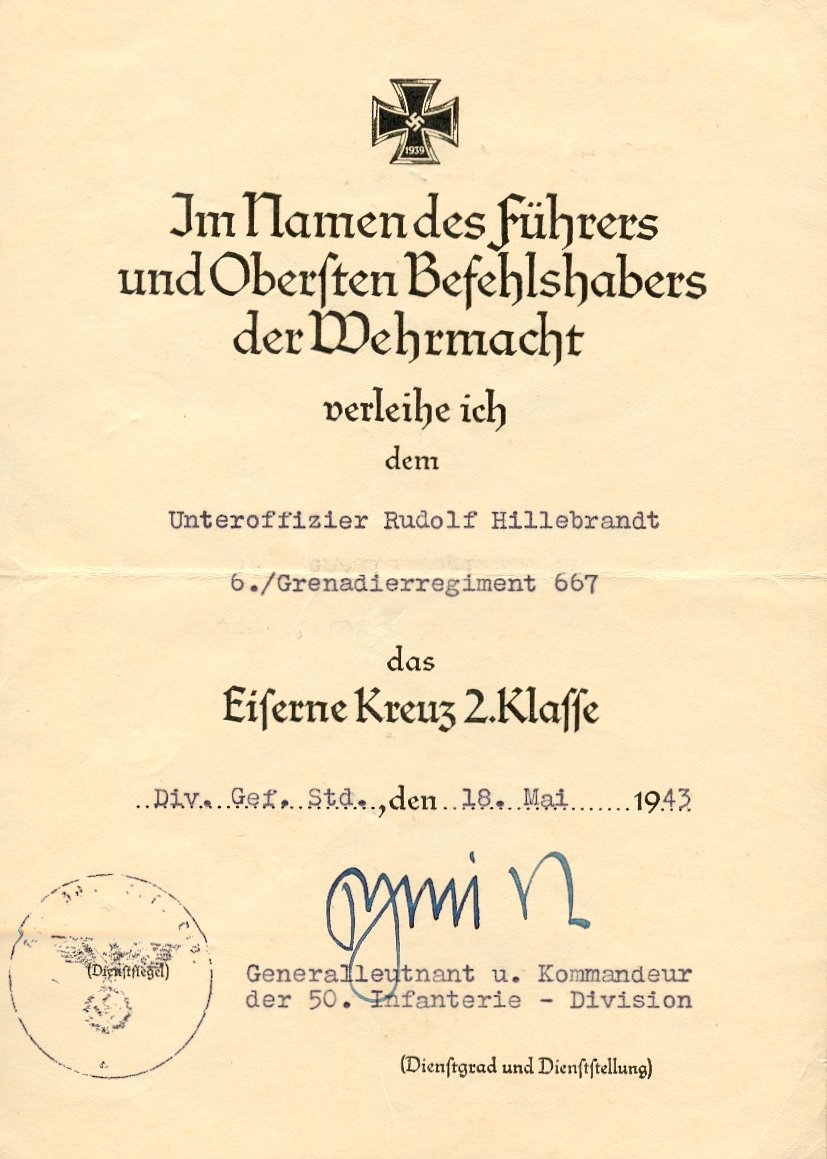 1939
Im Namen des Führers
und Oberſten Befehlshabers
der Wehrmacht
verleihe ich
dem
Unteroffizier Rudolf Hillebrandt
6./Grenadierregiment 667
das
Eiſerne Kreuz 2. Klaſſe
Div. Gef. Std., den 18. Mai 1943
(Dienſtſiegel)
Generalleutnant u. Kommandeur
der 50. Infanterie - Division
(Dienſtgrad und Dienſtſtellung)